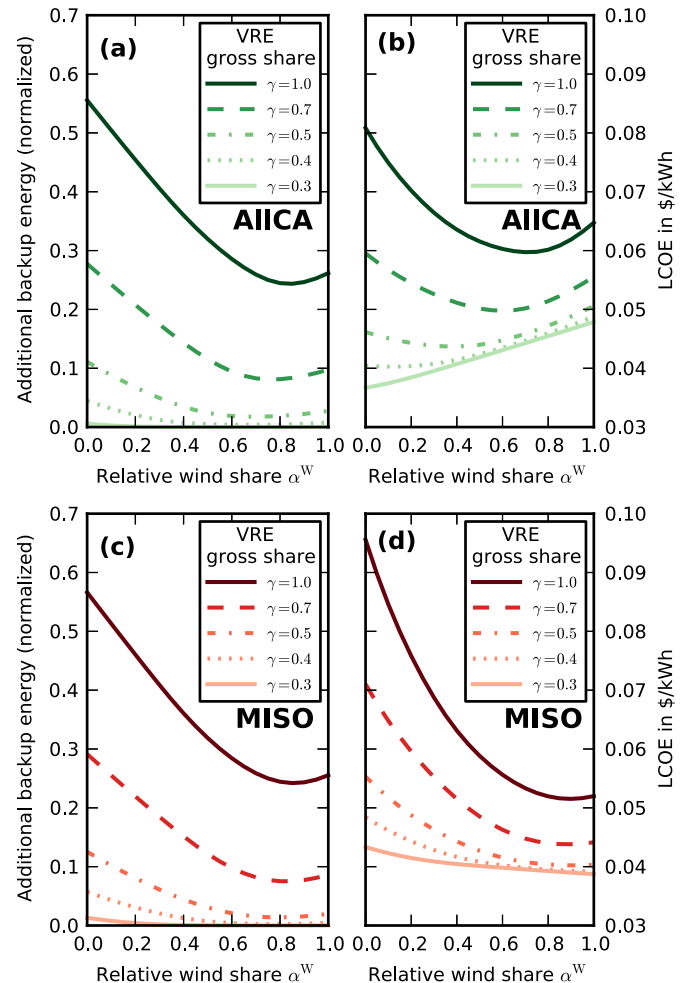 (a)
VRE
gross share
γ=1.0
γ=0.7
γ=0.5
γ=0.4
γ=0.3
AllCA
Additional backup energy (normalized)
0.7
0.6
0.5
0.4
0.3
0.2
0.1
0.0
0.0 0.2 0.4 0.6 0.8 1.0
Relative wind share α^W
(b)
VRE
gross share
γ=1.0
γ=0.7
γ=0.5
γ=0.4
γ=0.3
AllCA
0.10
0.09
0.08
0.07
0.06
0.05
0.04
0.03
LCOE in $/kWh
0.0 0.2 0.4 0.6 0.8 1.0
Relative wind share α^W
(c)
VRE
gross share
γ=1.0
γ=0.7
γ=0.5
γ=0.4
γ=0.3
MISO
Additional backup energy (normalized)
0.7
0.6
0.5
0.4
0.3
0.2
0.1
0.0
0.0 0.2 0.4 0.6 0.8 1.0
Relative wind share α^W
(d)
VRE
gross share
γ=1.0
γ=0.7
γ=0.5
γ=0.4
γ=0.3
MISO
0.10
0.09
0.08
0.07
0.06
0.05
0.04
0.03
LCOE in $/kWh
0.0 0.2 0.4 0.6 0.8 1.0
Relative wind share α^W